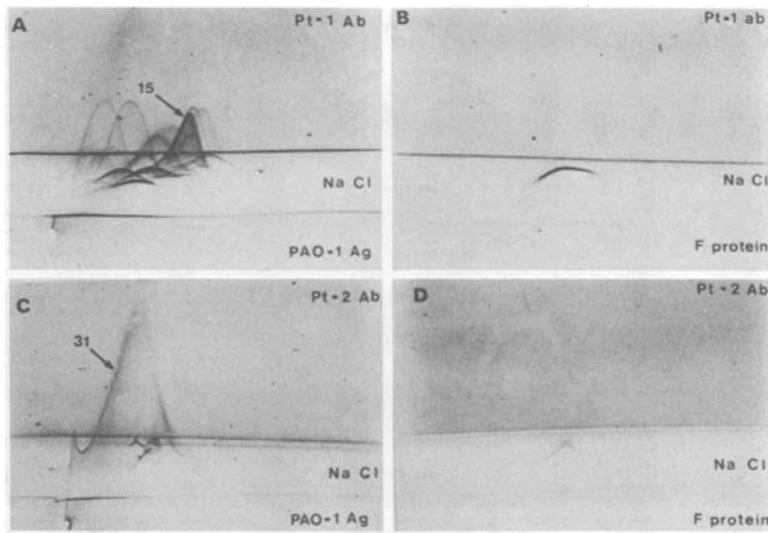 A
Pt-1 Ab
15
Na Cl
PAO-1 Ag
B
Pt-1 ab
Na Cl
F protein
C
Pt-2 Ab
31
Na Cl
PAO-1 Ag
D
Pt-2 Ab
Na Cl
F protein